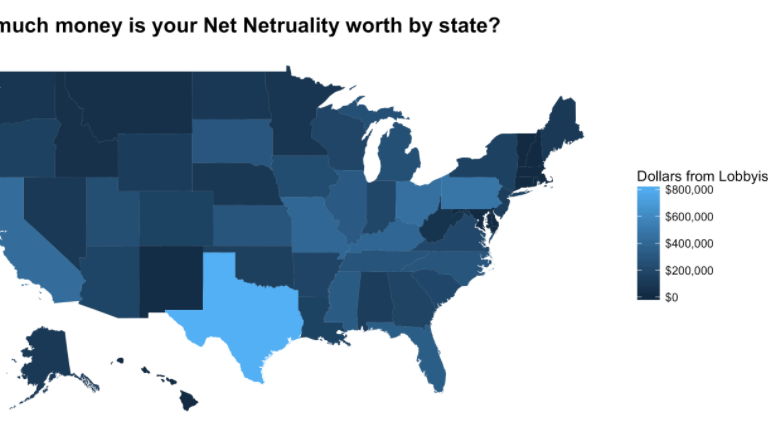 much money is your Net Netruality worth by state?
Dollars from Lobbyis
$800,000
$600,000
$400,000
$200,000
$0